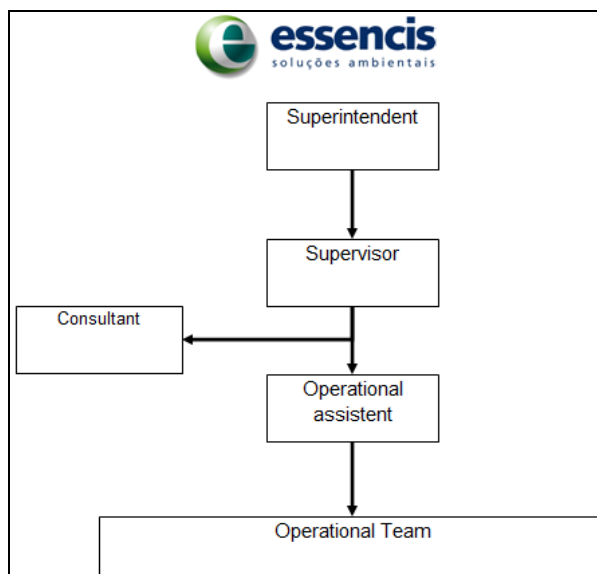 essencis
soluções ambientais
Superintendent
Supervisor
Consultant
Operational
assistent
Operational Team